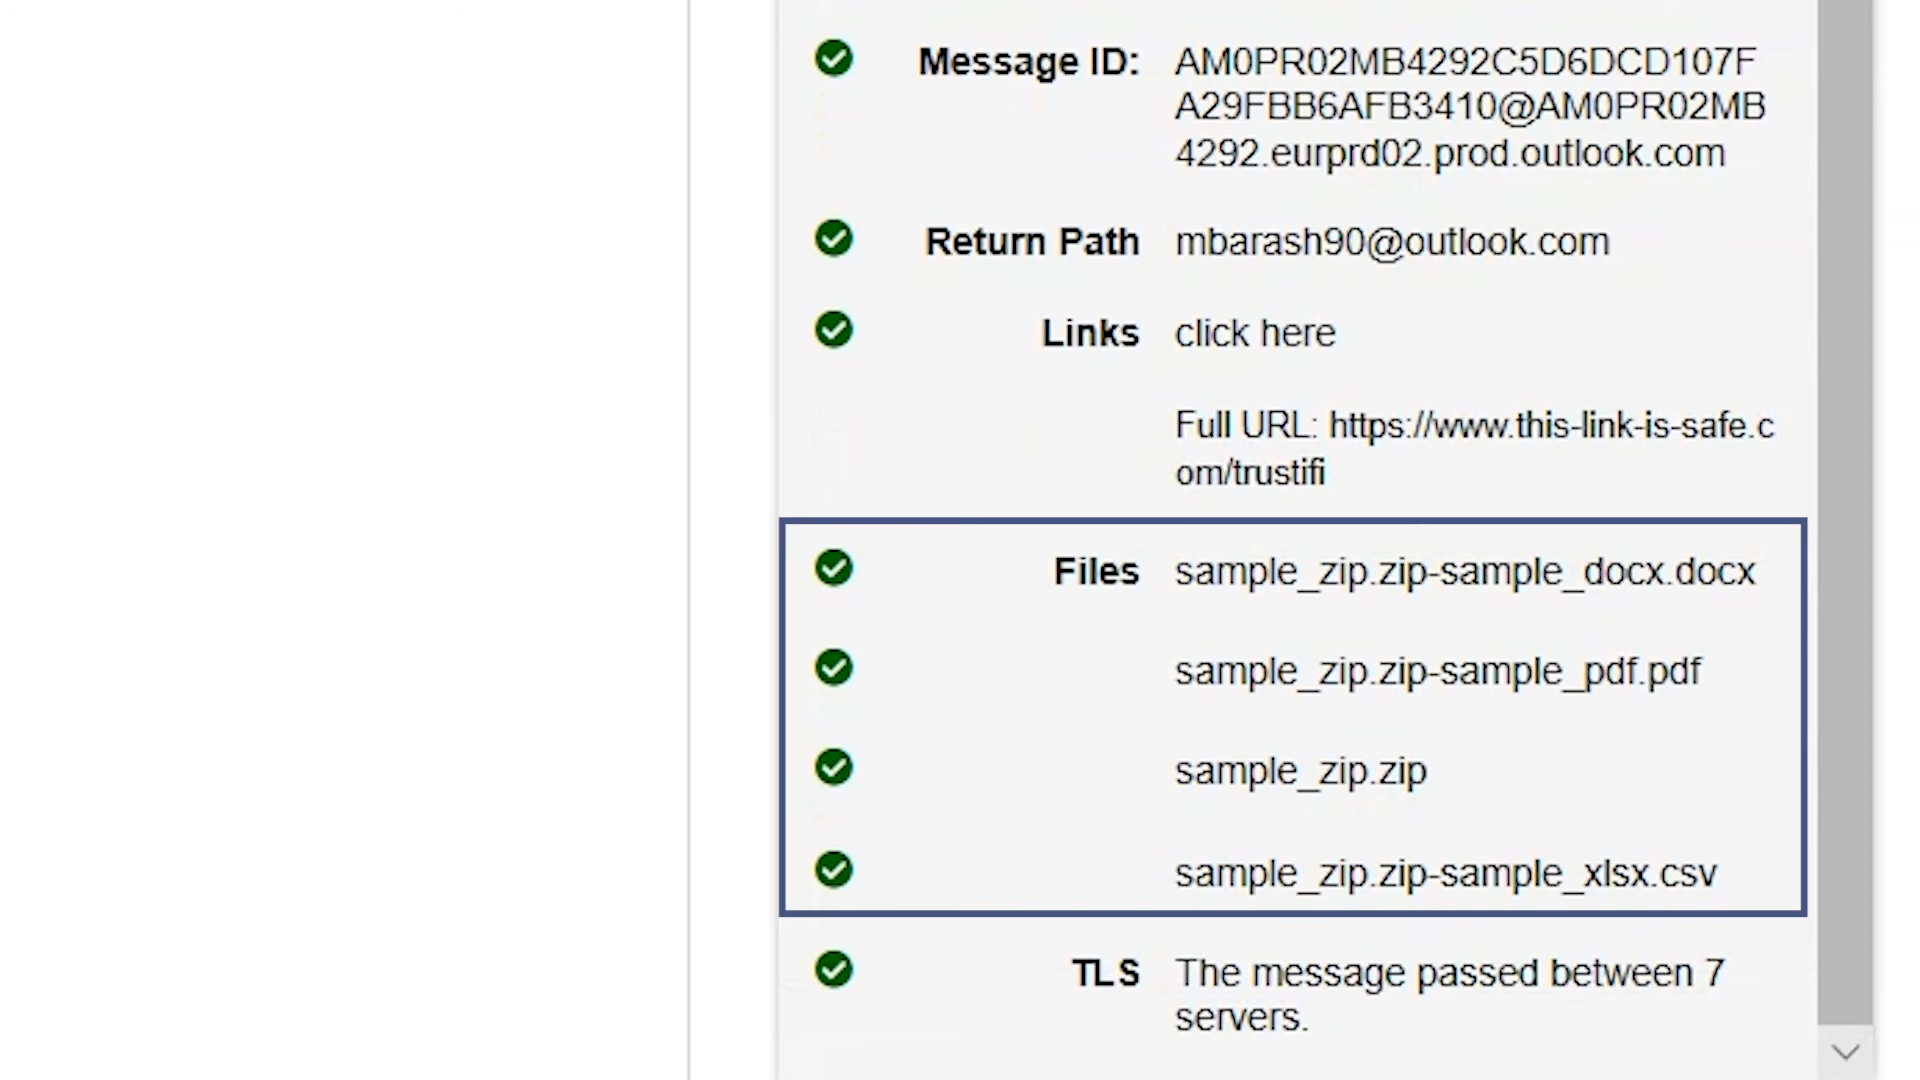 Message ID: AM0PR02MB4292C5D6DCD107F
A29FBB6AFB3410@AM0PR02MB
4292.eurprd02.prod.outlook.com
Return Path mbarash90@outlook.com
Links click here
Full URL: https://www.this-link-is-safe.c
om/trustifi
Files sample_zip.zip-sample_docx.docx
sample_zip.zip-sample_pdf.pdf
sample_zip.zip
sample_zip.zip-sample_xlsx.csv
TLS The message passed between 7
servers.